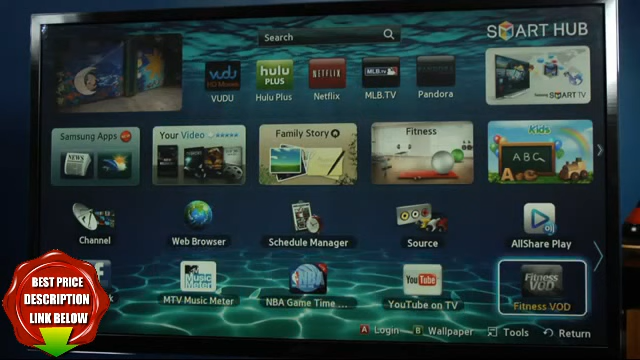 Search
SMART HUB
VUDU
HD Movies
VUDU
hulu
PLUS
Hulu Plus
NETFLIX
Netflix
MLB.TV
MLB.TV
Pandora
SMART TV
Samsung Apps
NEWS
Your Video
Family Story
Fitness
Kids
ABC
Channel
Web Browser
Schedule Manager
Source
AllShare Play
f
k
MUSIC
METER
MTV Music Meter
NBA Game Time ...
You Tube
YouTube on TV
Fitness
VOD
Fitness VOD
A Login
B Wallpaper
Tools
Return
BEST PRICE
DESCRIPTION
LINK BELOW